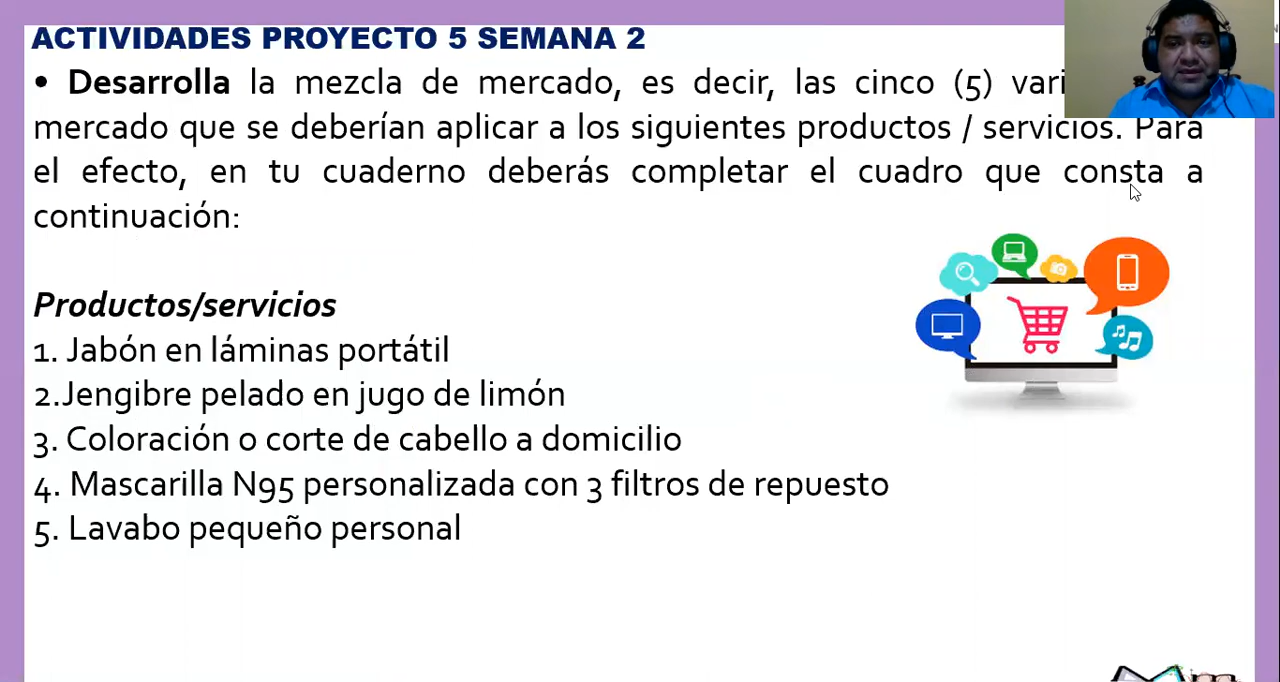 ACTIVIDADES PROYECTO 5 SEMANA 2
• Desarrolla la mezcla de mercado, es decir, las cinco (5)
mercado que se deberían aplicar a los siguientes productos / servicios. Para
el efecto, en tu cuaderno deberás completar el cuadro que consta a
continuación:
Productos/servicios
1. Jabón en láminas portátil
2.Jengibre pelado en jugo de limón
3. Coloración o corte de cabello a domicilio
4. Mascarilla N95 personalizada con 3 filtros de repuesto
5. Lavabo pequeño personal